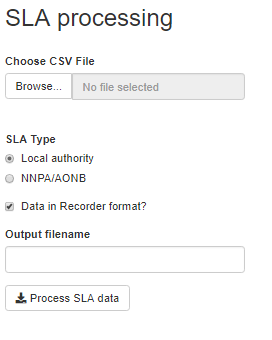 SLA processing
Choose CSV File
Browse... No file selected
SLA Type
Local authority
NNPA/AONB
Data in Recorder format?
Output filename
Process SLA data